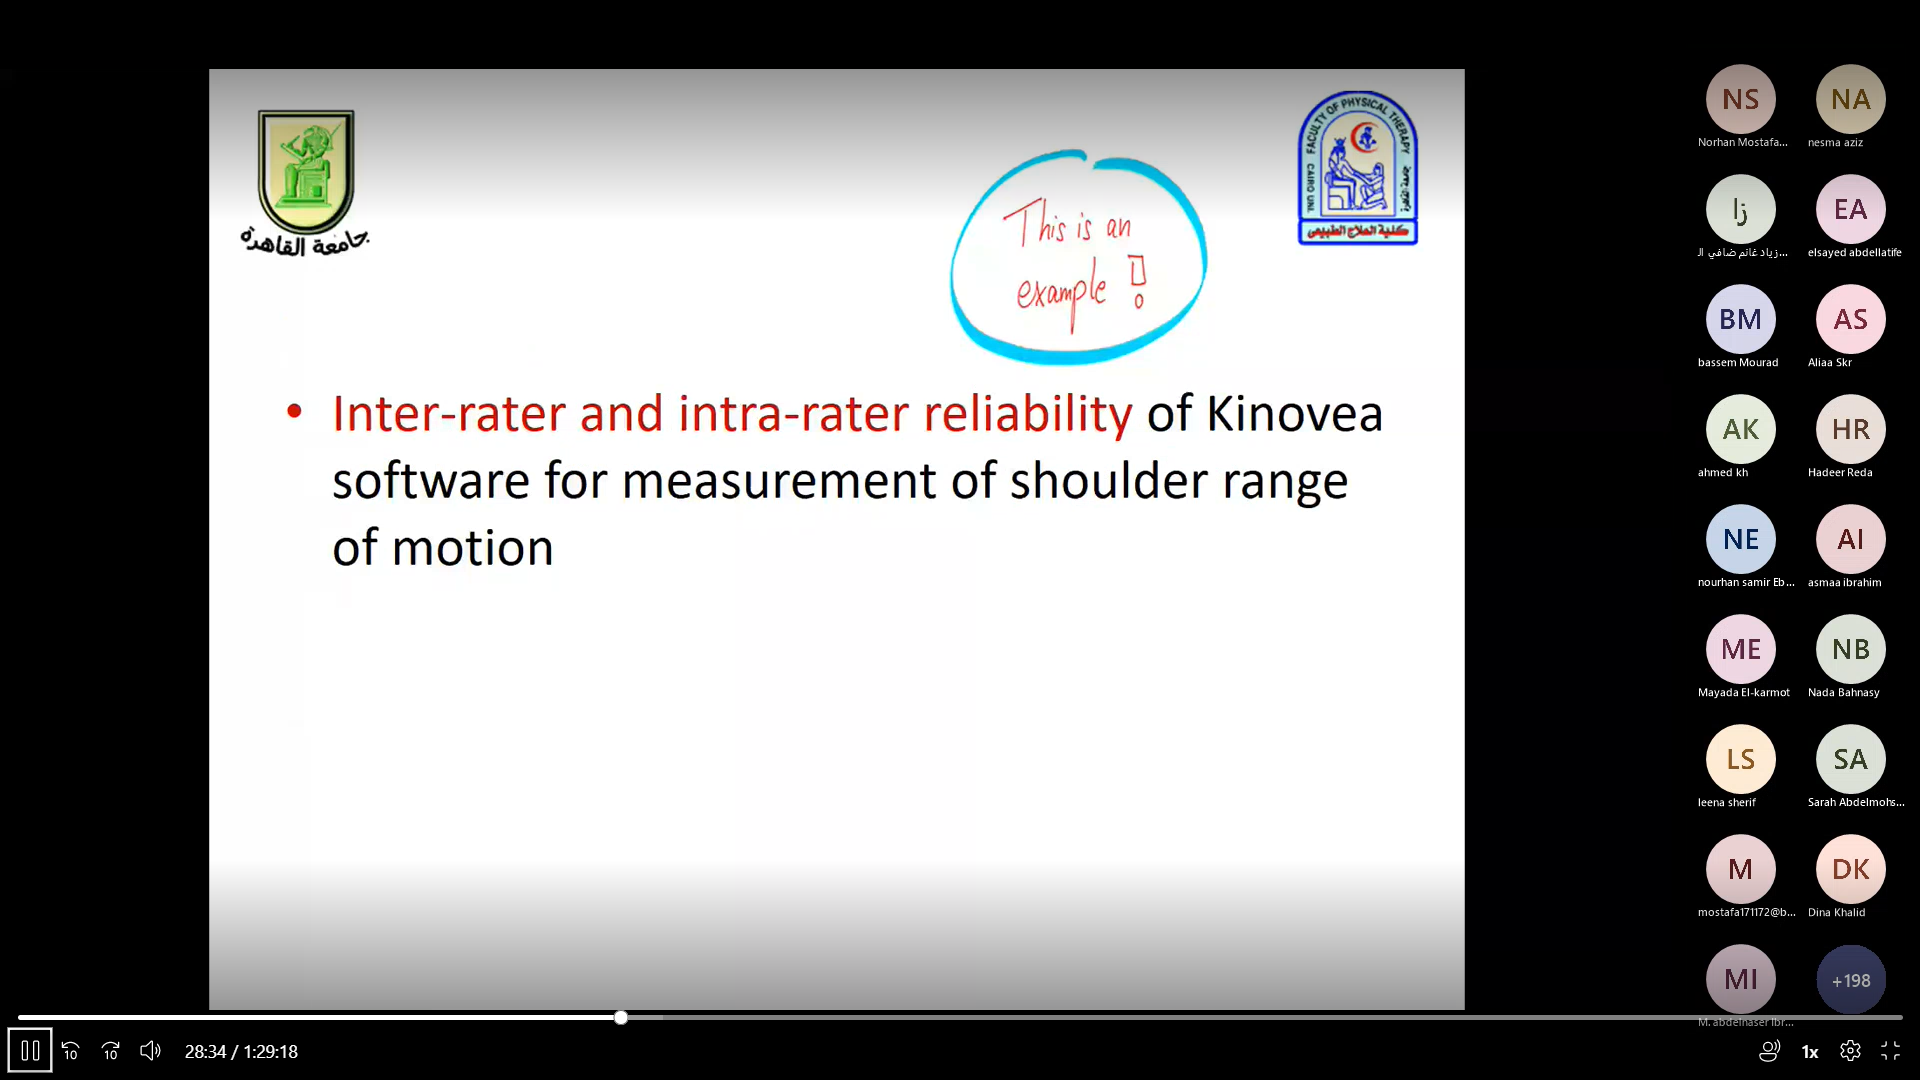 جامعة القاهرة
FACULTY OF PHYSICAL THERAPY
CAIRO UNI.
جامعة القاهرة
كلية العلاج الطبيعى
This is an
example !
• Inter-rater and intra-rater reliability of Kinovea
software for measurement of shoulder range
of motion
NS
NA
Norhan Mostafa...
nesma aziz
زا
EA
زياد غانم ضافي ال...
elsayed abdellatife
BM
AS
bassem Mourad
Aliaa Skr
AK
HR
ahmed kh
Hadeer Reda
NE
AI
nourhan samir Eb...
asmaa ibrahim
ME
NB
Mayada El-karmot
Nada Bahnasy
LS
SA
leena sherif
Sarah Abdelmohs...
M
DK
mostafa171172@b...
Dina Khalid
MI
+198
M. abdelnaser Ibr...
10
10
28:34 / 1:29:18
1x